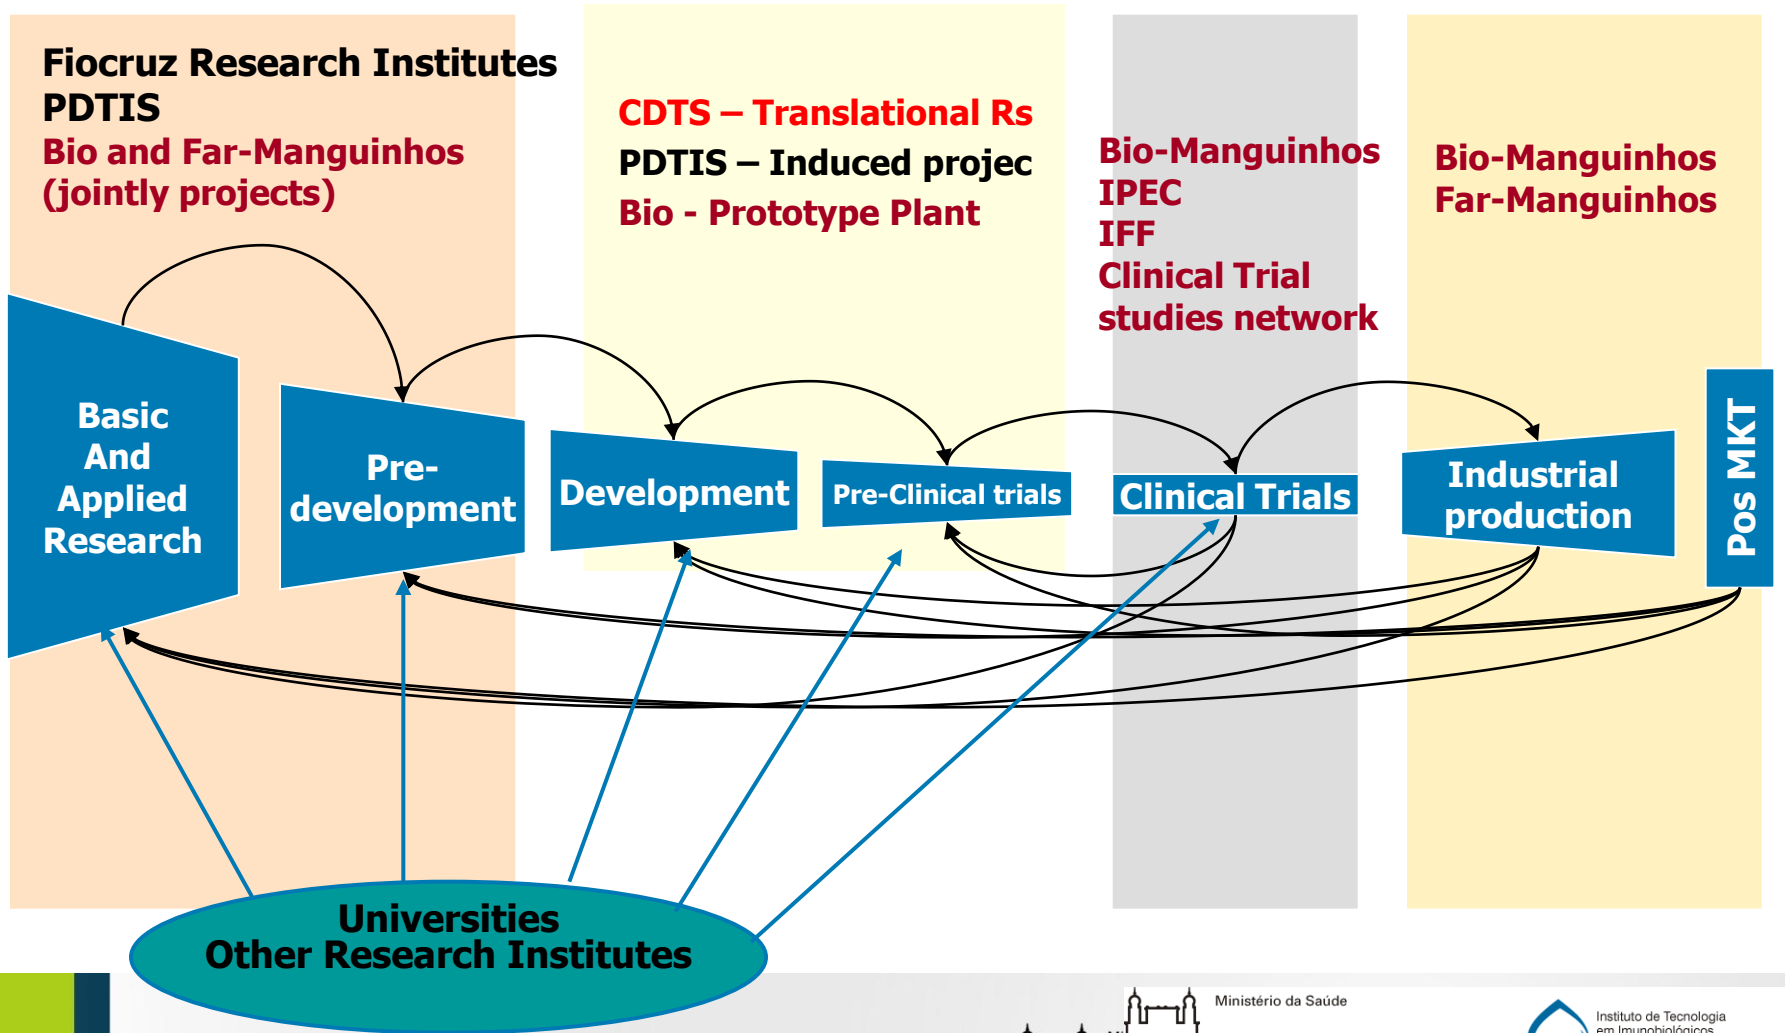 Fiocruz Research Institutes
PDTIS
Bio and Far-Manguinhos
(jointly projects)
CDTS – Translational Rs
PDTIS – Induced projec
Bio - Prototype Plant
Bio-Manguinhos
IPEC
IFF
Clinical Trial
studies network
Bio-Manguinhos
Far-Manguinhos
Basic
And
Applied
Research
Pre-
development
Development
Pre-Clinical trials
Clinical Trials
Industrial
production
Pos MKT
Universities
Other Research Institutes
Ministério da Saúde
Instituto de Tecnologia
em Imunobiológicos